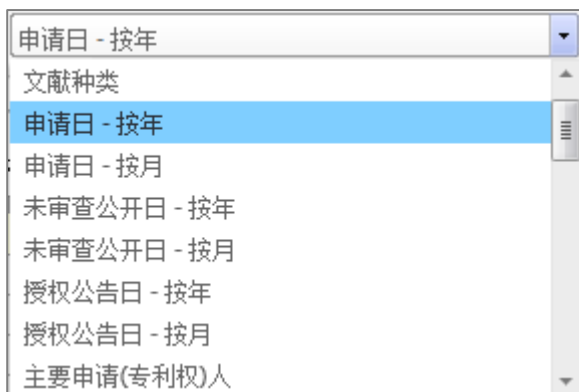 申请日 - 按年
文献种类
申请日 - 按年
申请日 - 按月
未审查公开日 - 按年
未审查公开日 - 按月
授权公告日 - 按年
授权公告日 - 按月
主要申请(专利权)人